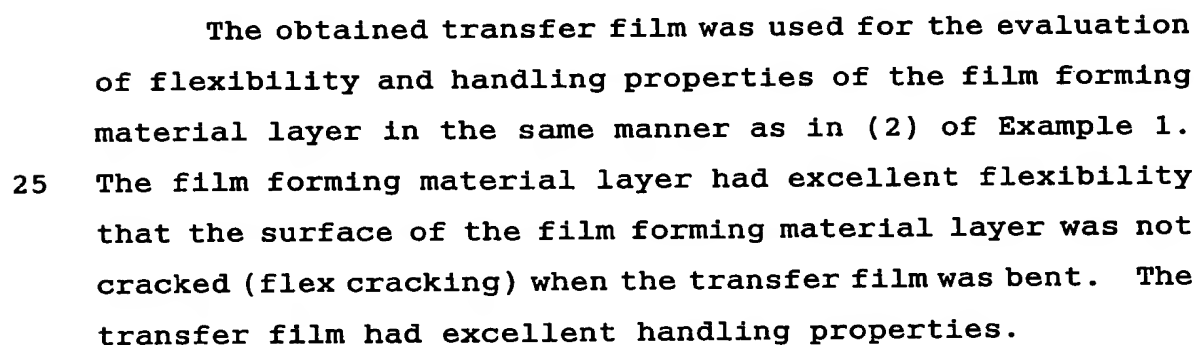 The obtained transfer film was used for the evaluation
of flexibility and handling properties of the film forming
material layer in the same manner as in (2) of Example 1.
25 The film forming material layer had excellent flexibility
that the surface of the film forming material layer was not
cracked (flex cracking) when the transfer film was bent. The
transfer film had excellent handling properties.